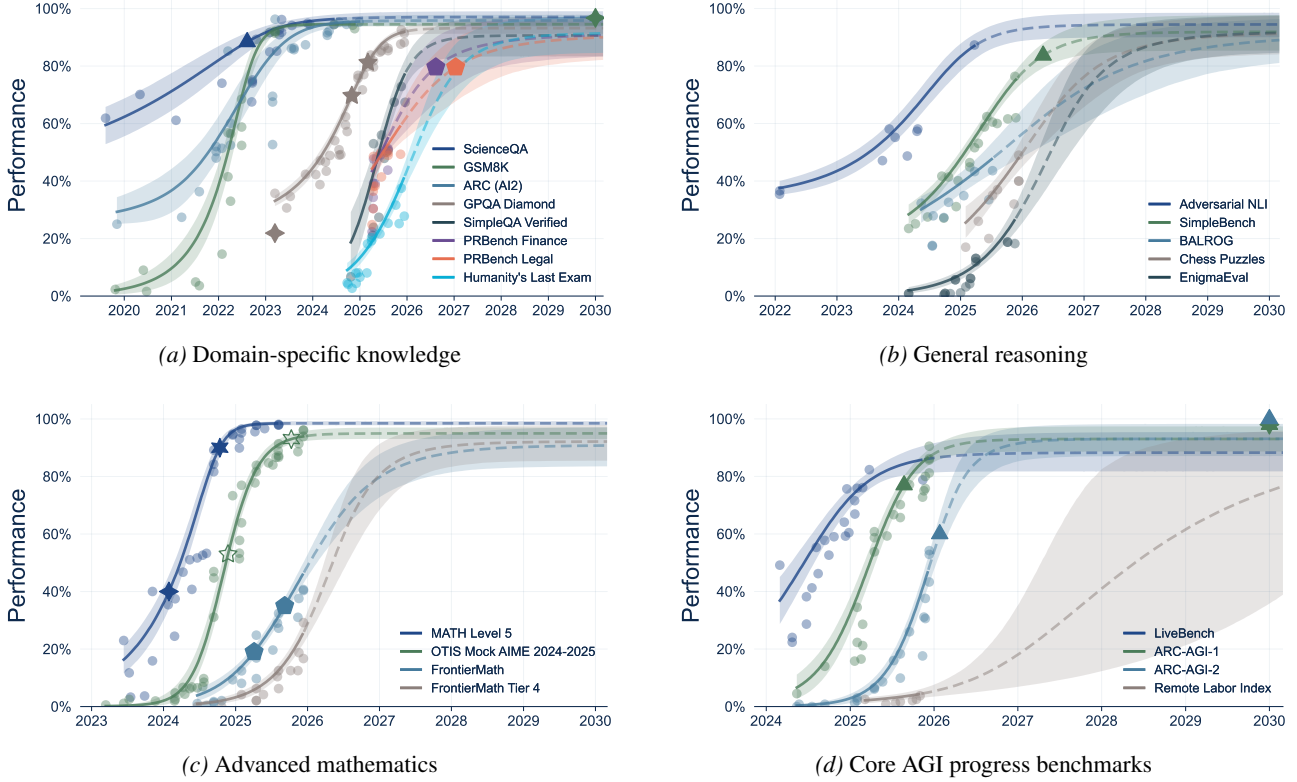 100%
80%
60%
40%
20%
0%
Performance
ScienceQA
GSM8K
ARC (AI2)
GPQA Diamond
SimpleQA Verified
PRBench Finance
PRBench Legal
Humanity's Last Exam
2020 2021 2022 2023 2024 2025 2026 2027 2028 2029 2030
(a) Domain-specific knowledge
100%
80%
60%
40%
20%
0%
Performance
Adversarial NLI
SimpleBench
BALROG
Chess Puzzles
EnigmaEval
2022 2023 2024 2025 2026 2027 2028 2029 2030
(b) General reasoning
100%
80%
60%
40%
20%
0%
Performance
MATH Level 5
OTIS Mock AIME 2024-2025
FrontierMath
FrontierMath Tier 4
2023 2024 2025 2026 2027 2028 2029 2030
(c) Advanced mathematics
100%
80%
60%
40%
20%
0%
Performance
LiveBench
ARC-AGI-1
ARC-AGI-2
Remote Labor Index
2024 2025 2026 2027 2028 2029 2030
(d) Core AGI progress benchmarks